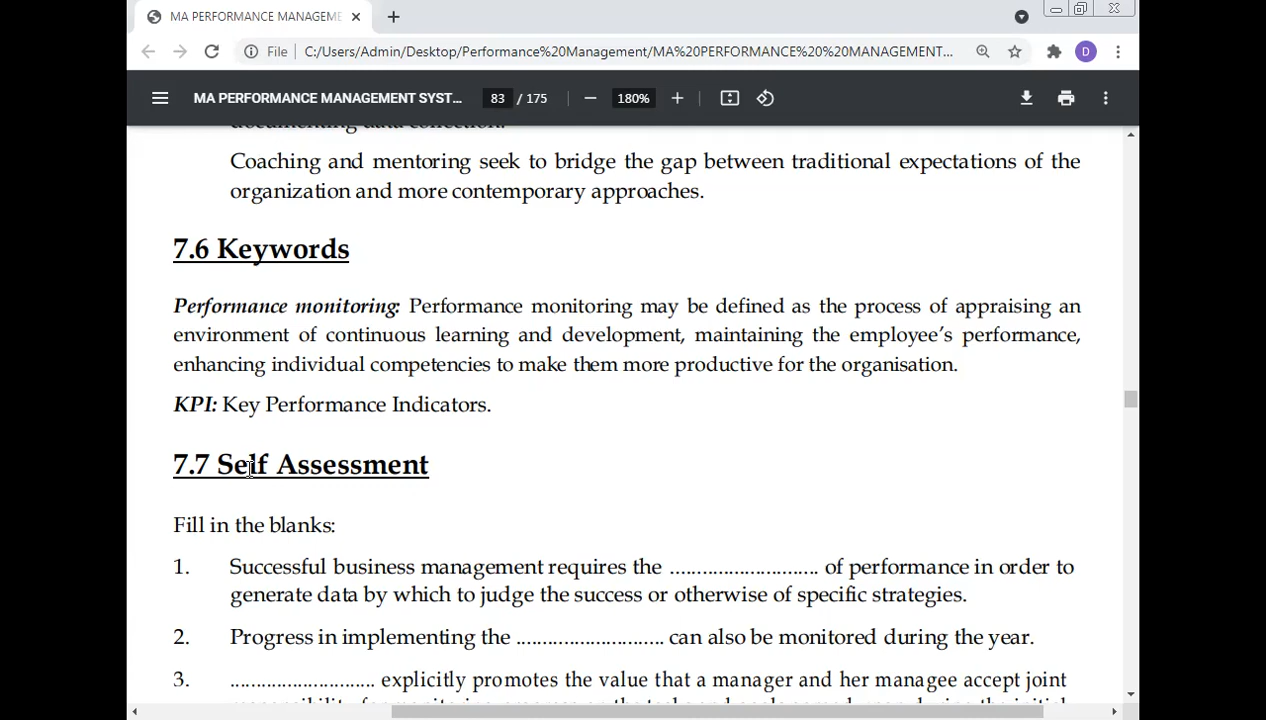 MA PERFORMANCE MANAGEME
File C:/Users/Admin/Desktop/Performance%20Management/MA%20PERFORMANCE%20%20MANAGEMENT... D
MA PERFORMANCE MANAGEMENT SYST... 83 / 175 180%
documenting data collection.
Coaching and mentoring seek to bridge the gap between traditional expectations of the
organization and more contemporary approaches.
7.6 Keywords
Performance monitoring: Performance monitoring may be defined as the process of appraising an
environment of continuous learning and development, maintaining the employee's performance,
enhancing individual competencies to make them more productive for the organisation.
KPI: Key Performance Indicators.
7.7 Self Assessment
Fill in the blanks:
1. Successful business management requires the ............................ of performance in order to
generate data by which to judge the success or otherwise of specific strategies.
2. Progress in implementing the ............................ can also be monitored during the year.
3. ............................ explicitly promotes the value that a manager and her managee accept joint